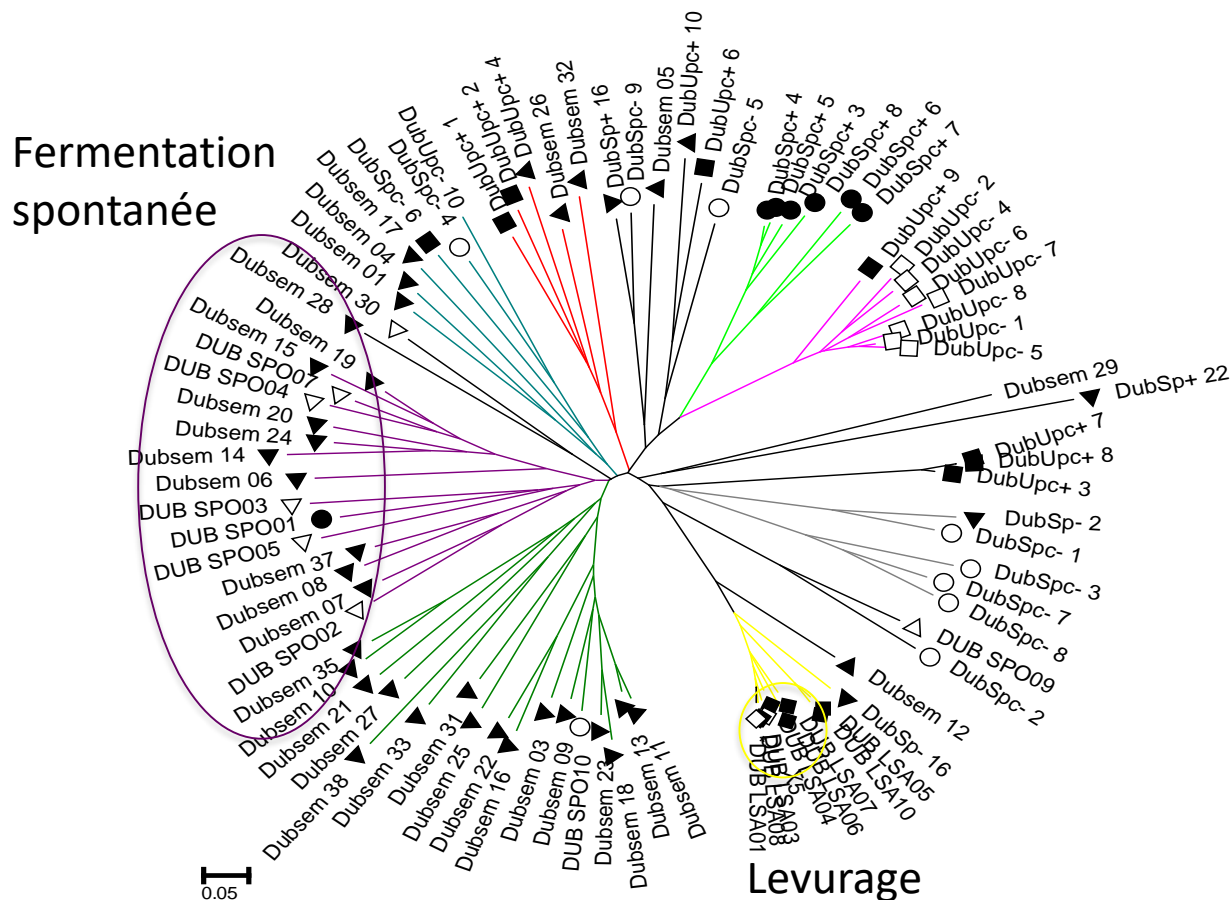 Fermentation
spontanée
DubUpc- 10
DubSpc- 4
DubSpc- 6
Dubsem 17
Dubsem 04
Dubsem 01
Dubsem 30
Dubsem 28
Dubsem 19
Dubsem 15
DUB SPO07
DUB SPO04
Dubsem 20
Dubsem 24
Dubsem 14
Dubsem 06
DUB SPO03
DUB SPO01
DUB SPO05
Dubsem 37
Dubsem 08
Dubsem 07
DUB SPO02
Dubsem 35
Dubsem 10
Dubsem 21
Dubsem 27
Dubsem 38
Dubsem 33
Dubsem 31
Dubsem 25
Dubsem 22
Dubsem 16
Dubsem 03
Dubsem 09
DUB SPO10
Dubsem 23
Dubsem 18
Dubsem 13
Dubsem 11
DubUpc+ 1
DubUpc+ 2
DubUpc+ 4
Dubsem 26
Dubsem 32
DubSp+ 16
DubSpc- 9
Dubsem 05
DubUpc+ 10
DubUpc+ 6
DubSpc- 5
DubSpc+ 4
DubSpc+ 5
DubSpc+ 3
DubSpc+ 8
DubSpc+ 6
DubSpc+ 7
DubUpc+ 9
DubUpc- 2
DubUpc- 4
DubUpc- 6
DubUpc- 7
DubUpc- 8
DubUpc- 1
DubUpc- 5
Dubsem 29
DubSp+ 22
DubUpc+ 7
DubUpc+ 8
DubUpc+ 3
DubSp- 2
DubSpc- 1
DubSpc- 3
DubSpc- 7
DubSpc- 8
DUB SPO09
DubSpc- 2
Dubsem 12
DubSp- 16
DUB LSA10
DUB LSA05
DUB LSA07
DUB LSA06
DUB LSA04
DUB LSA03
DUB LSA08
DUB LSA01
Levurage
0.05